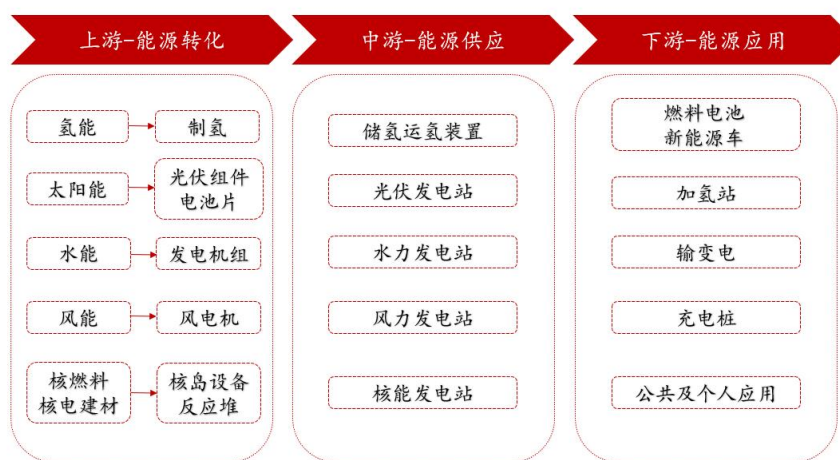 上游-能源转化
中游-能源供应
下游-能源应用
氢能
制氢
太阳能
光伏组件
电池片
水能
发电机组
风能
风电机
核燃料
核电建材
核岛设备
反应堆
储氢运氢装置
光伏发电站
水力发电站
风力发电站
核能发电站
燃料电池
新能源车
加氢站
输变电
充电桩
公共及个人应用